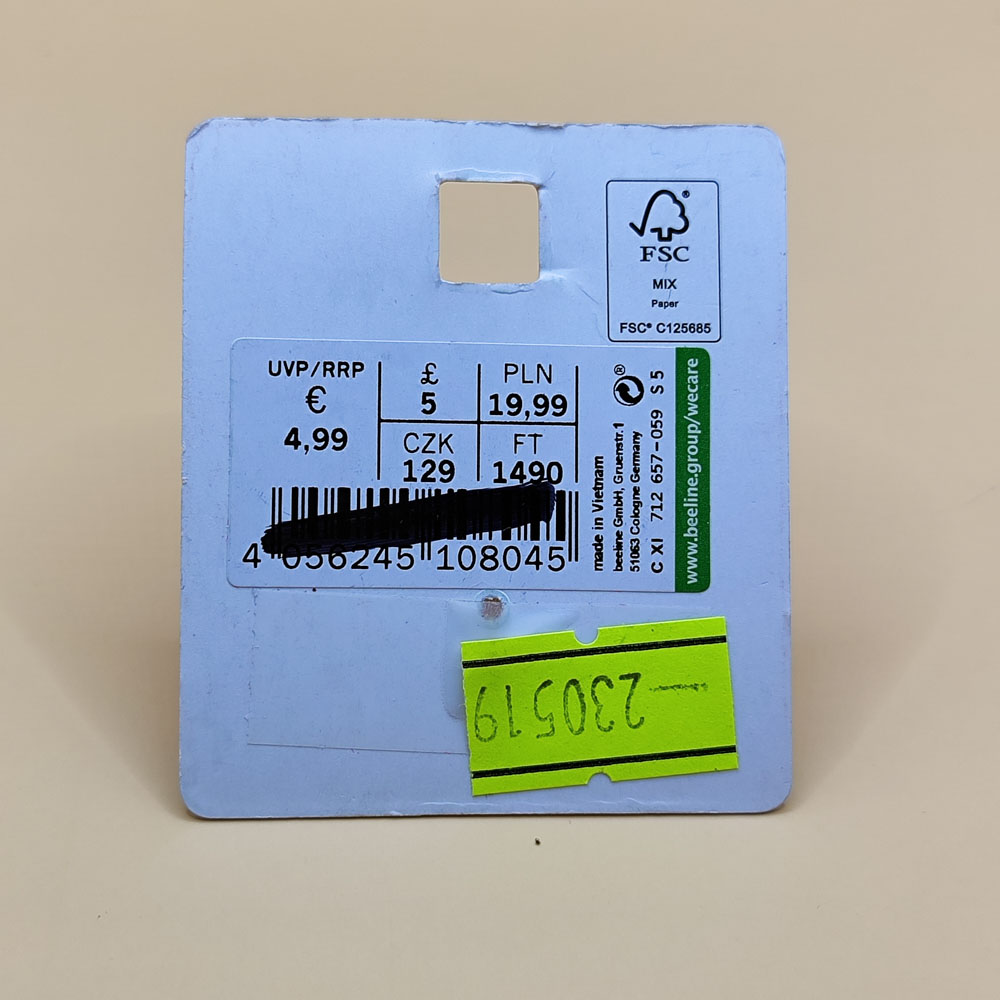 FSC®
MIX
Paper
FSC® C125685
UVP/RRP
€
4,99
£
5
PLN
19,99
CZK
129
FT
1490
4 056245 108045
made in Vietnam
beeline GmbH, Gruenstr.1
51063 Cologne Germany
C XI 712 657-059 S 5
www.beeline.group/wecare
—230519